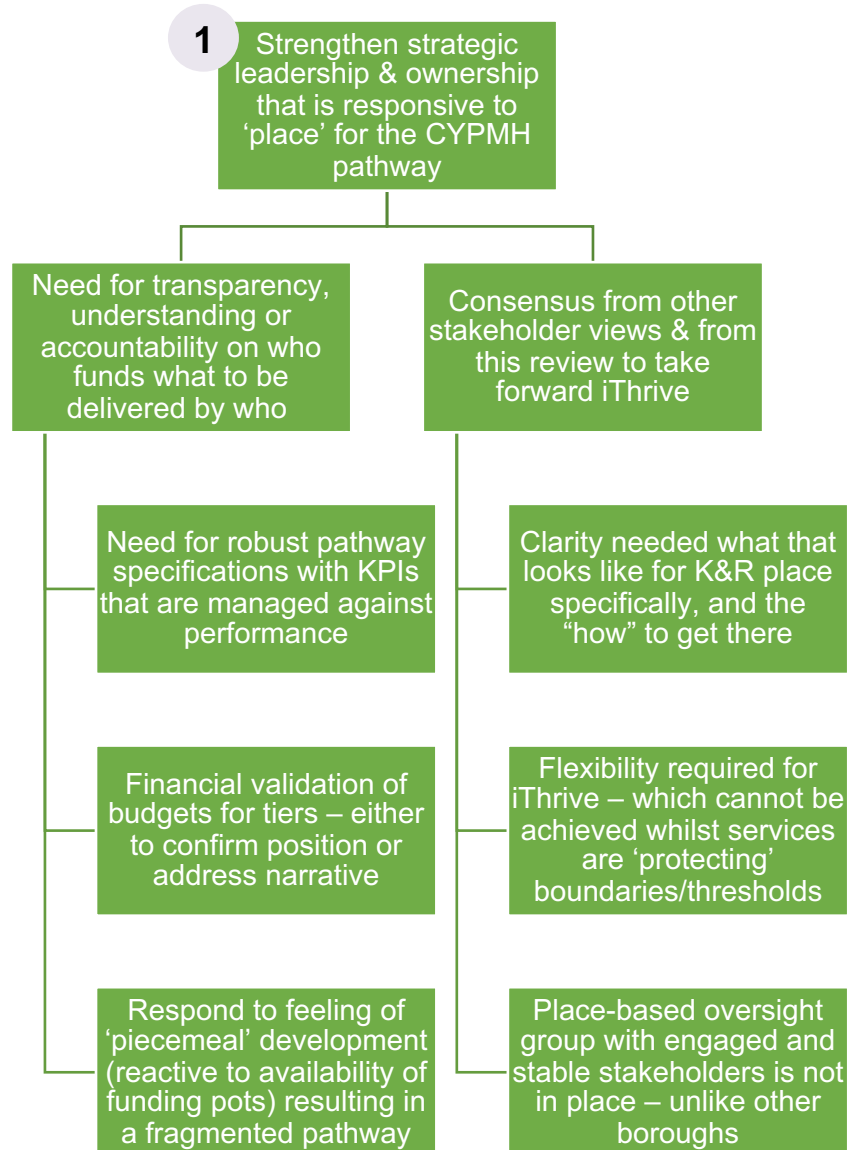 1
Strengthen strategic
leadership & ownership
that is responsive to
‘place’ for the CYPMH
pathway
Need for transparency,
understanding or
accountability on who
funds what to be
delivered by who
Need for robust pathway
specifications with KPIs
that are managed against
performance
Financial validation of
budgets for tiers – either
to confirm position or
address narrative
Respond to feeling of
‘piecemeal’ development
(reactive to availability of
funding pots) resulting in
a fragmented pathway
Consensus from other
stakeholder views & from
this review to take
forward iThrive
Clarity needed what that
looks like for K&R place
specifically, and the
“how” to get there
Flexibility required for
iThrive – which cannot be
achieved whilst services
are ‘protecting’
boundaries/thresholds
Place-based oversight
group with engaged and
stable stakeholders is not
in place – unlike other
boroughs